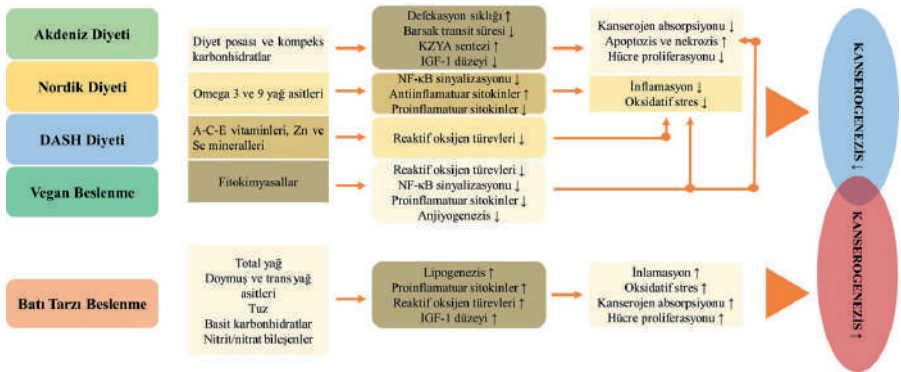 Akdeniz Diyeti
Nordik Diyeti
DASH Diyeti
Vegan Beslenme
Diyet posası ve kompeks
karbonhidratlar
Omega 3 ve 9 yağ asitleri
A-C-E vitaminleri, Zn ve
Se mineralleri
Fitokimyasallar
Defekasyon sıklığı ↑
Barsak transit süresi ↓
KZYA sentezi ↑
IGF-1 düzeyi ↓
NF-κB sinyalizasyonu ↓
Antiinflamatuar sitokinler ↑
Proinflamatuar sitokinler ↓
Reaktif oksijen türevleri ↓
Reaktif oksijen türevleri ↓
NF-κB sinyalizasyonu ↓
Proinflamatuar sitokinler ↓
Anjiyogenezis ↓
Kanserojen absorpsiyonu ↓
Apoptozis ve nekrozis ↑
Hücre proliferasyonu ↓
İnflamasyon ↓
Oksidatif stres ↓
KANSEROGENEZİS ↓
Batı Tarzı Beslenme
Total yağ
Doymuş ve trans yağ
asitleri
Tuz
Basit karbonhidratlar
Nitrit/nitrat bileşenler
Lipogenezis ↑
Proinflamatuar sitokinler ↑
Reaktif oksijen türevleri ↑
IGF-1 düzeyi ↑
İnlamasyon ↑
Oksidatif stres ↑
Kanserojen absorpsiyonu ↑
Hücre proliferasyonu ↑
KANSEROGENEZİS ↑